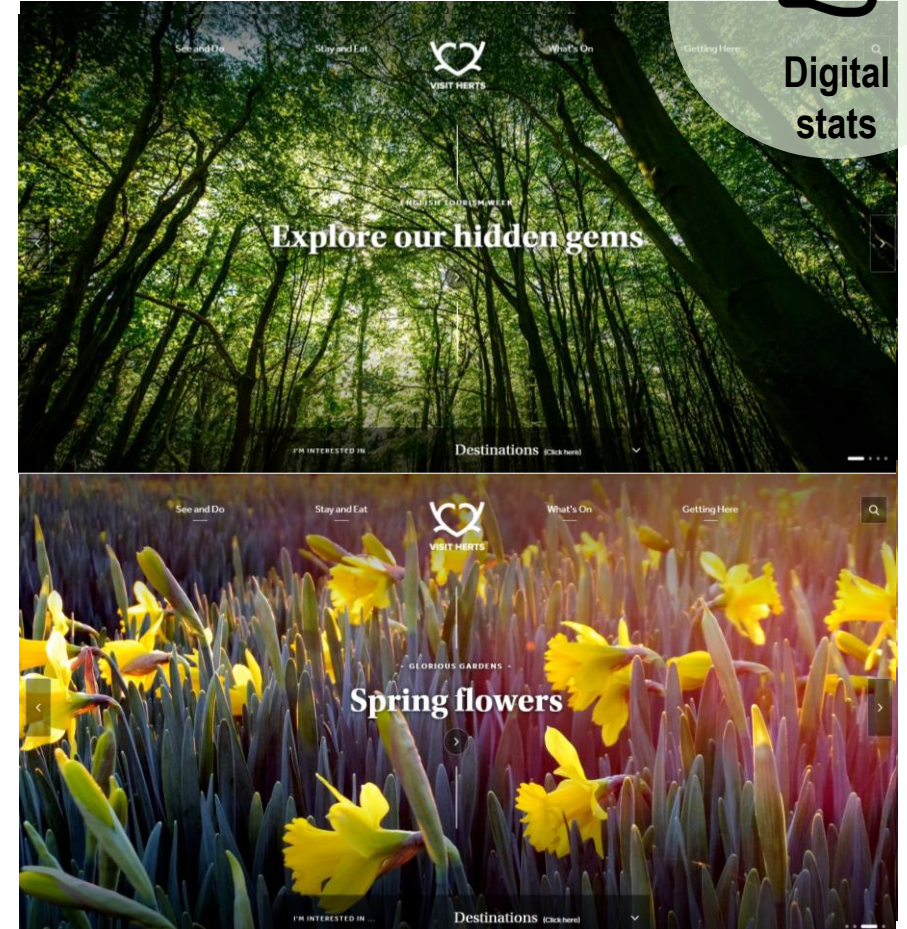 See and Do
Stay and Eat
VISIT HERTS
What's On
Getting Here
Digital
stats
ENGLISH TOURISM WEEK
Explore our hidden gems
I'M INTERESTED IN ...
Destinations (Click here)
See and Do
Stay and Eat
VISIT HERTS
What's On
Getting Here
- GLORIOUS GARDENS -
Spring flowers
I'M INTERESTED IN ...
Destinations (Click here)